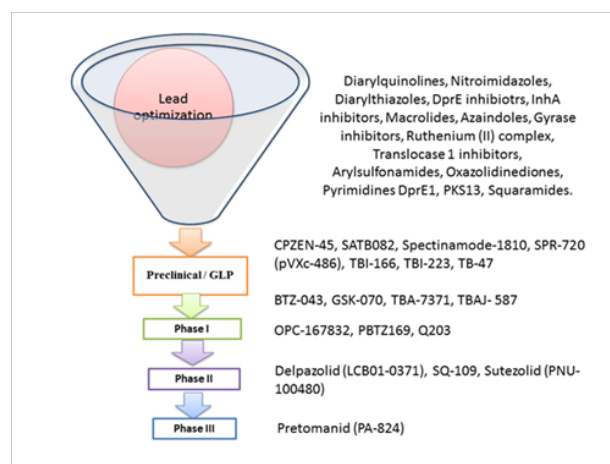 Lead
optimization
Diarylquinolines, Nitroimidazoles,
Diarylthiazoles, DprE inhibiotrs, InhA
inhibitors, Macrolides, Azaindoles, Gyrase
inhibitors, Ruthenium (II) complex,
Translocase 1 inhibitors,
Arylsulfonamides, Oxazolidinediones,
Pyrimidines DprE1, PKS13, Squaramides.
Preclinical / GLP
CPZEN-45, SATB082, Spectinamode-1810, SPR-720
(pVXc-486), TBI-166, TBI-223, TB-47
BTZ-043, GSK-070, TBA-7371, TBAJ- 587
Phase I
OPC-167832, PBTZ169, Q203
Phase II
Delpazolid (LCB01-0371), SQ-109, Sutezolid (PNU-
100480)
Phase III
Pretomanid (PA-824)